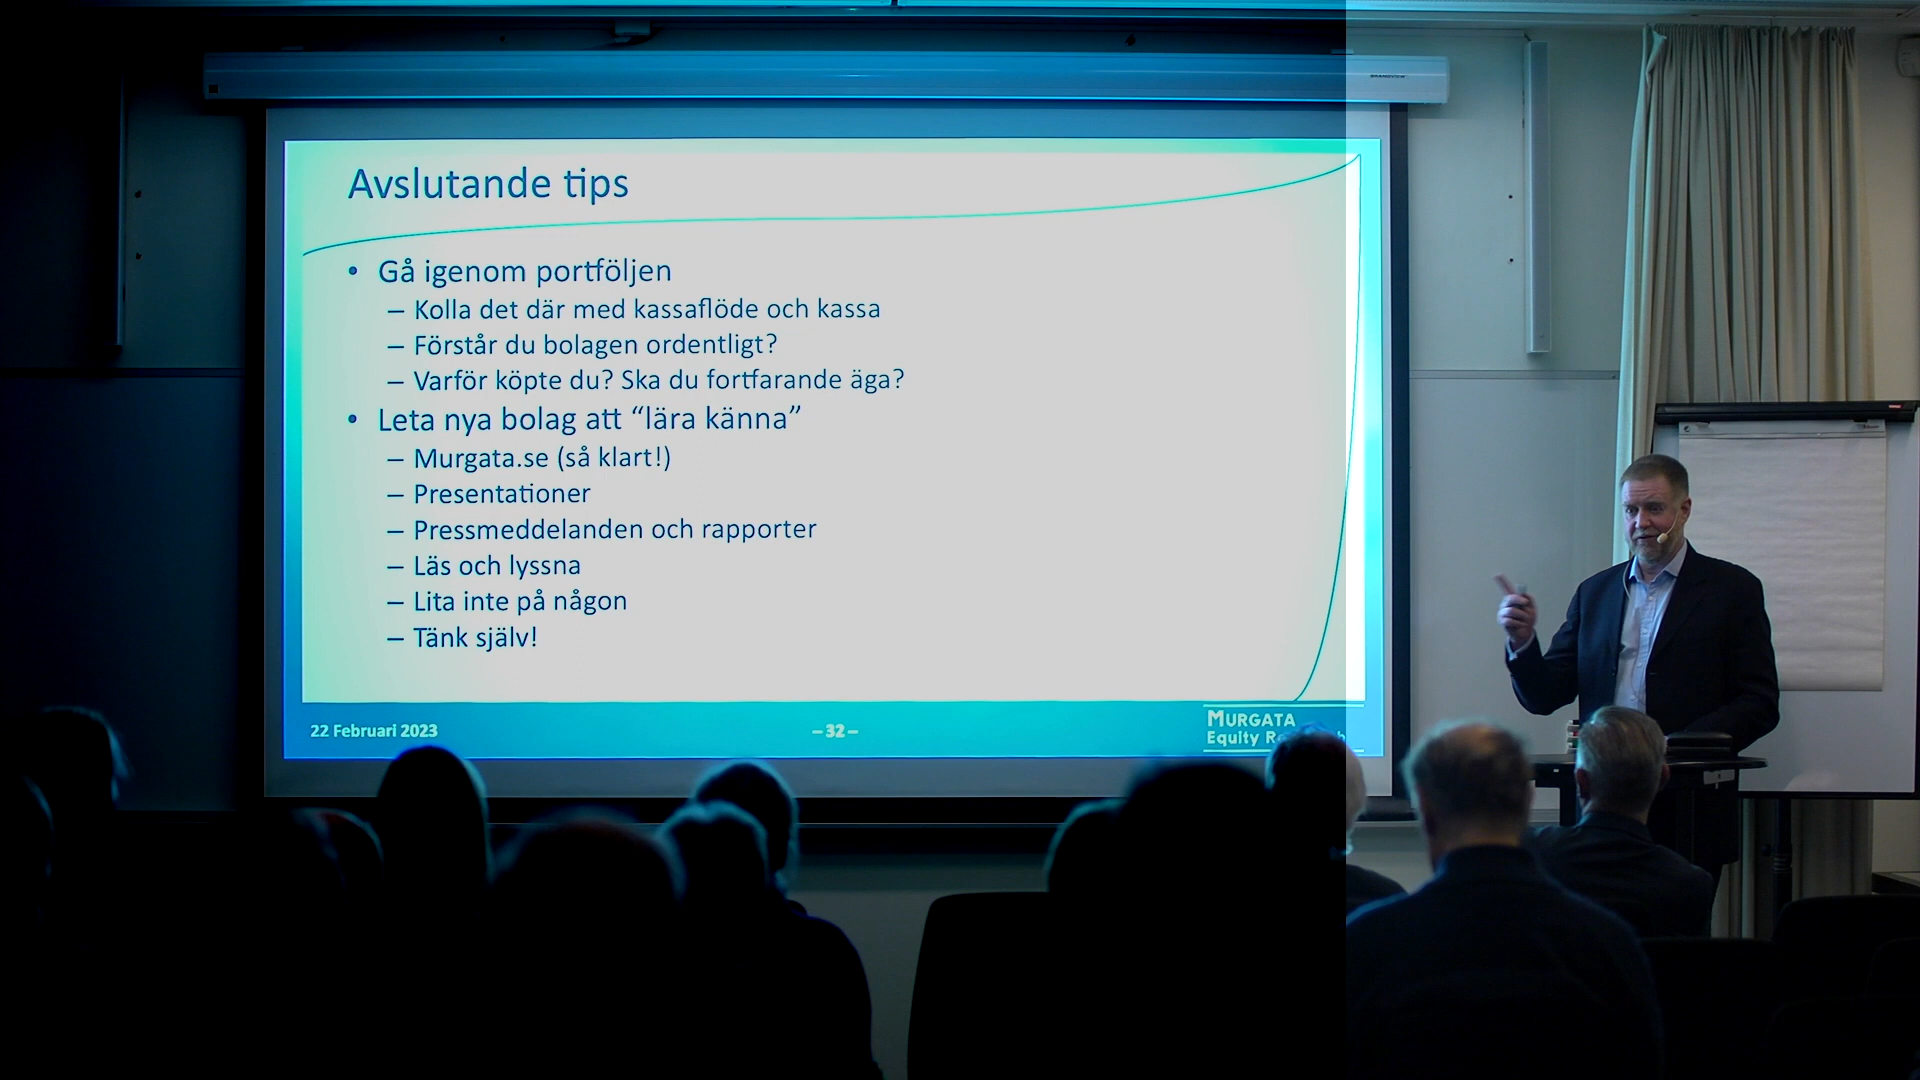 Avslutande tips
• Gå igenom portföljen
– Kolla det där med kassaflöde och kassa
– Förstår du bolagen ordentligt?
– Varför köpte du? Ska du fortfarande äga?
• Leta nya bolag att “lära känna”
– Murgata.se (så klart!)
– Presentationer
– Pressmeddelanden och rapporter
– Läs och lyssna
– Lita inte på någon
– Tänk själv!
22 Februari 2023
– 32 –
MURGATA
Equity